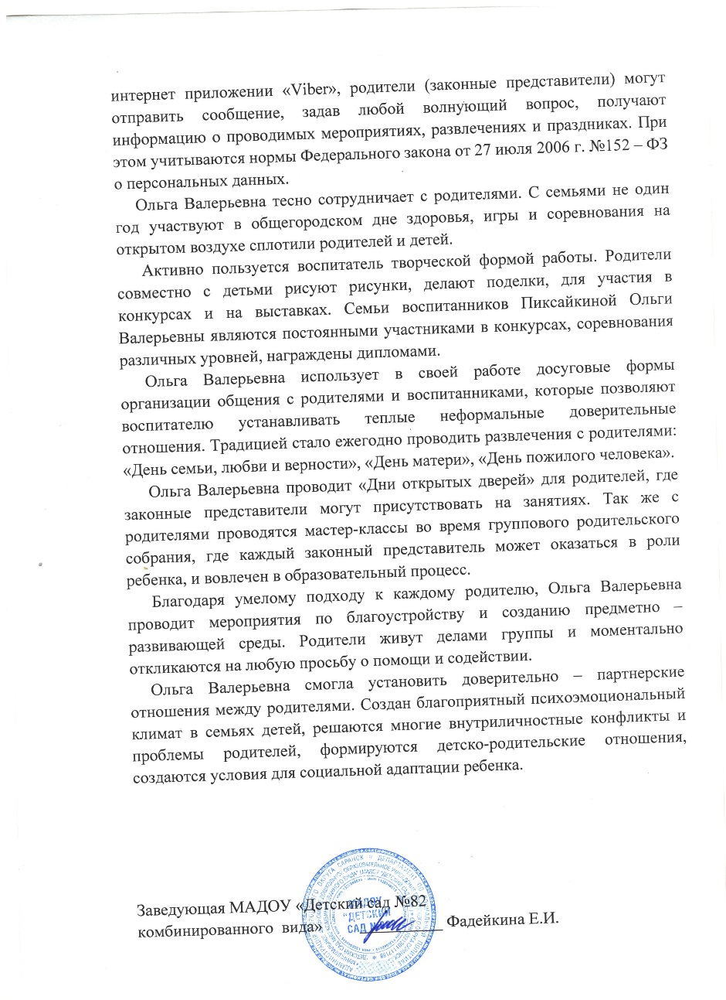 интернет приложении «Viber», родители (законные представители) могут
отправить сообщение, задав любой волнующий вопрос, получают
информацию о проводимых мероприятиях, развлечениях и праздниках. При
этом учитываются нормы Федерального закона от 27 июля 2006 г. №152 – ФЗ
о персональных данных.
Ольга Валерьевна тесно сотрудничает с родителями. С семьями не один
год участвуют в общегородском дне здоровья, игры и соревнования на
открытом воздухе сплотили родителей и детей.
Активно пользуется воспитатель творческой формой работы. Родители
совместно с детьми рисуют рисунки, делают поделки, для участия в
конкурсах и на выставках. Семьи воспитанников Пиксайкиной Ольги
Валерьевны являются постоянными участниками в конкурсах, соревнования
различных уровней, награждены дипломами.
Ольга Валерьевна использует в своей работе досуговые формы
организации общения с родителями и воспитанниками, которые позволяют
воспитателю устанавливать теплые неформальные доверительные
отношения. Традицией стало ежегодно проводить развлечения с родителями:
«День семьи, любви и верности», «День матери», «День пожилого человека».
Ольга Валерьевна проводит «Дни открытых дверей» для родителей, где
законные представители могут присутствовать на занятиях. Так же с
родителями проводятся мастер-классы во время группового родительского
собрания, где каждый законный представитель может оказаться в роли
ребенка, и вовлечен в образовательный процесс.
Благодаря умелому подходу к каждому родителю, Ольга Валерьевна
проводит мероприятия по благоустройству и созданию предметно –
развивающей среды. Родители живут делами группы и моментально
откликаются на любую просьбу о помощи и содействии.
Ольга Валерьевна смогла установить доверительно – партнерские
отношения между родителями. Создан благоприятный психоэмоциональный
климат в семьях детей, решаются многие внутриличностные конфликты и
проблемы родителей, формируются детско-родительские отношения,
создаются условия для социальной адаптации ребенка.
Заведующая МАДОУ «Детский сад №82
комбинированного вида» __________ Фадейкина Е.И.
МАДОУ
"ДЕТСКИЙ
САД